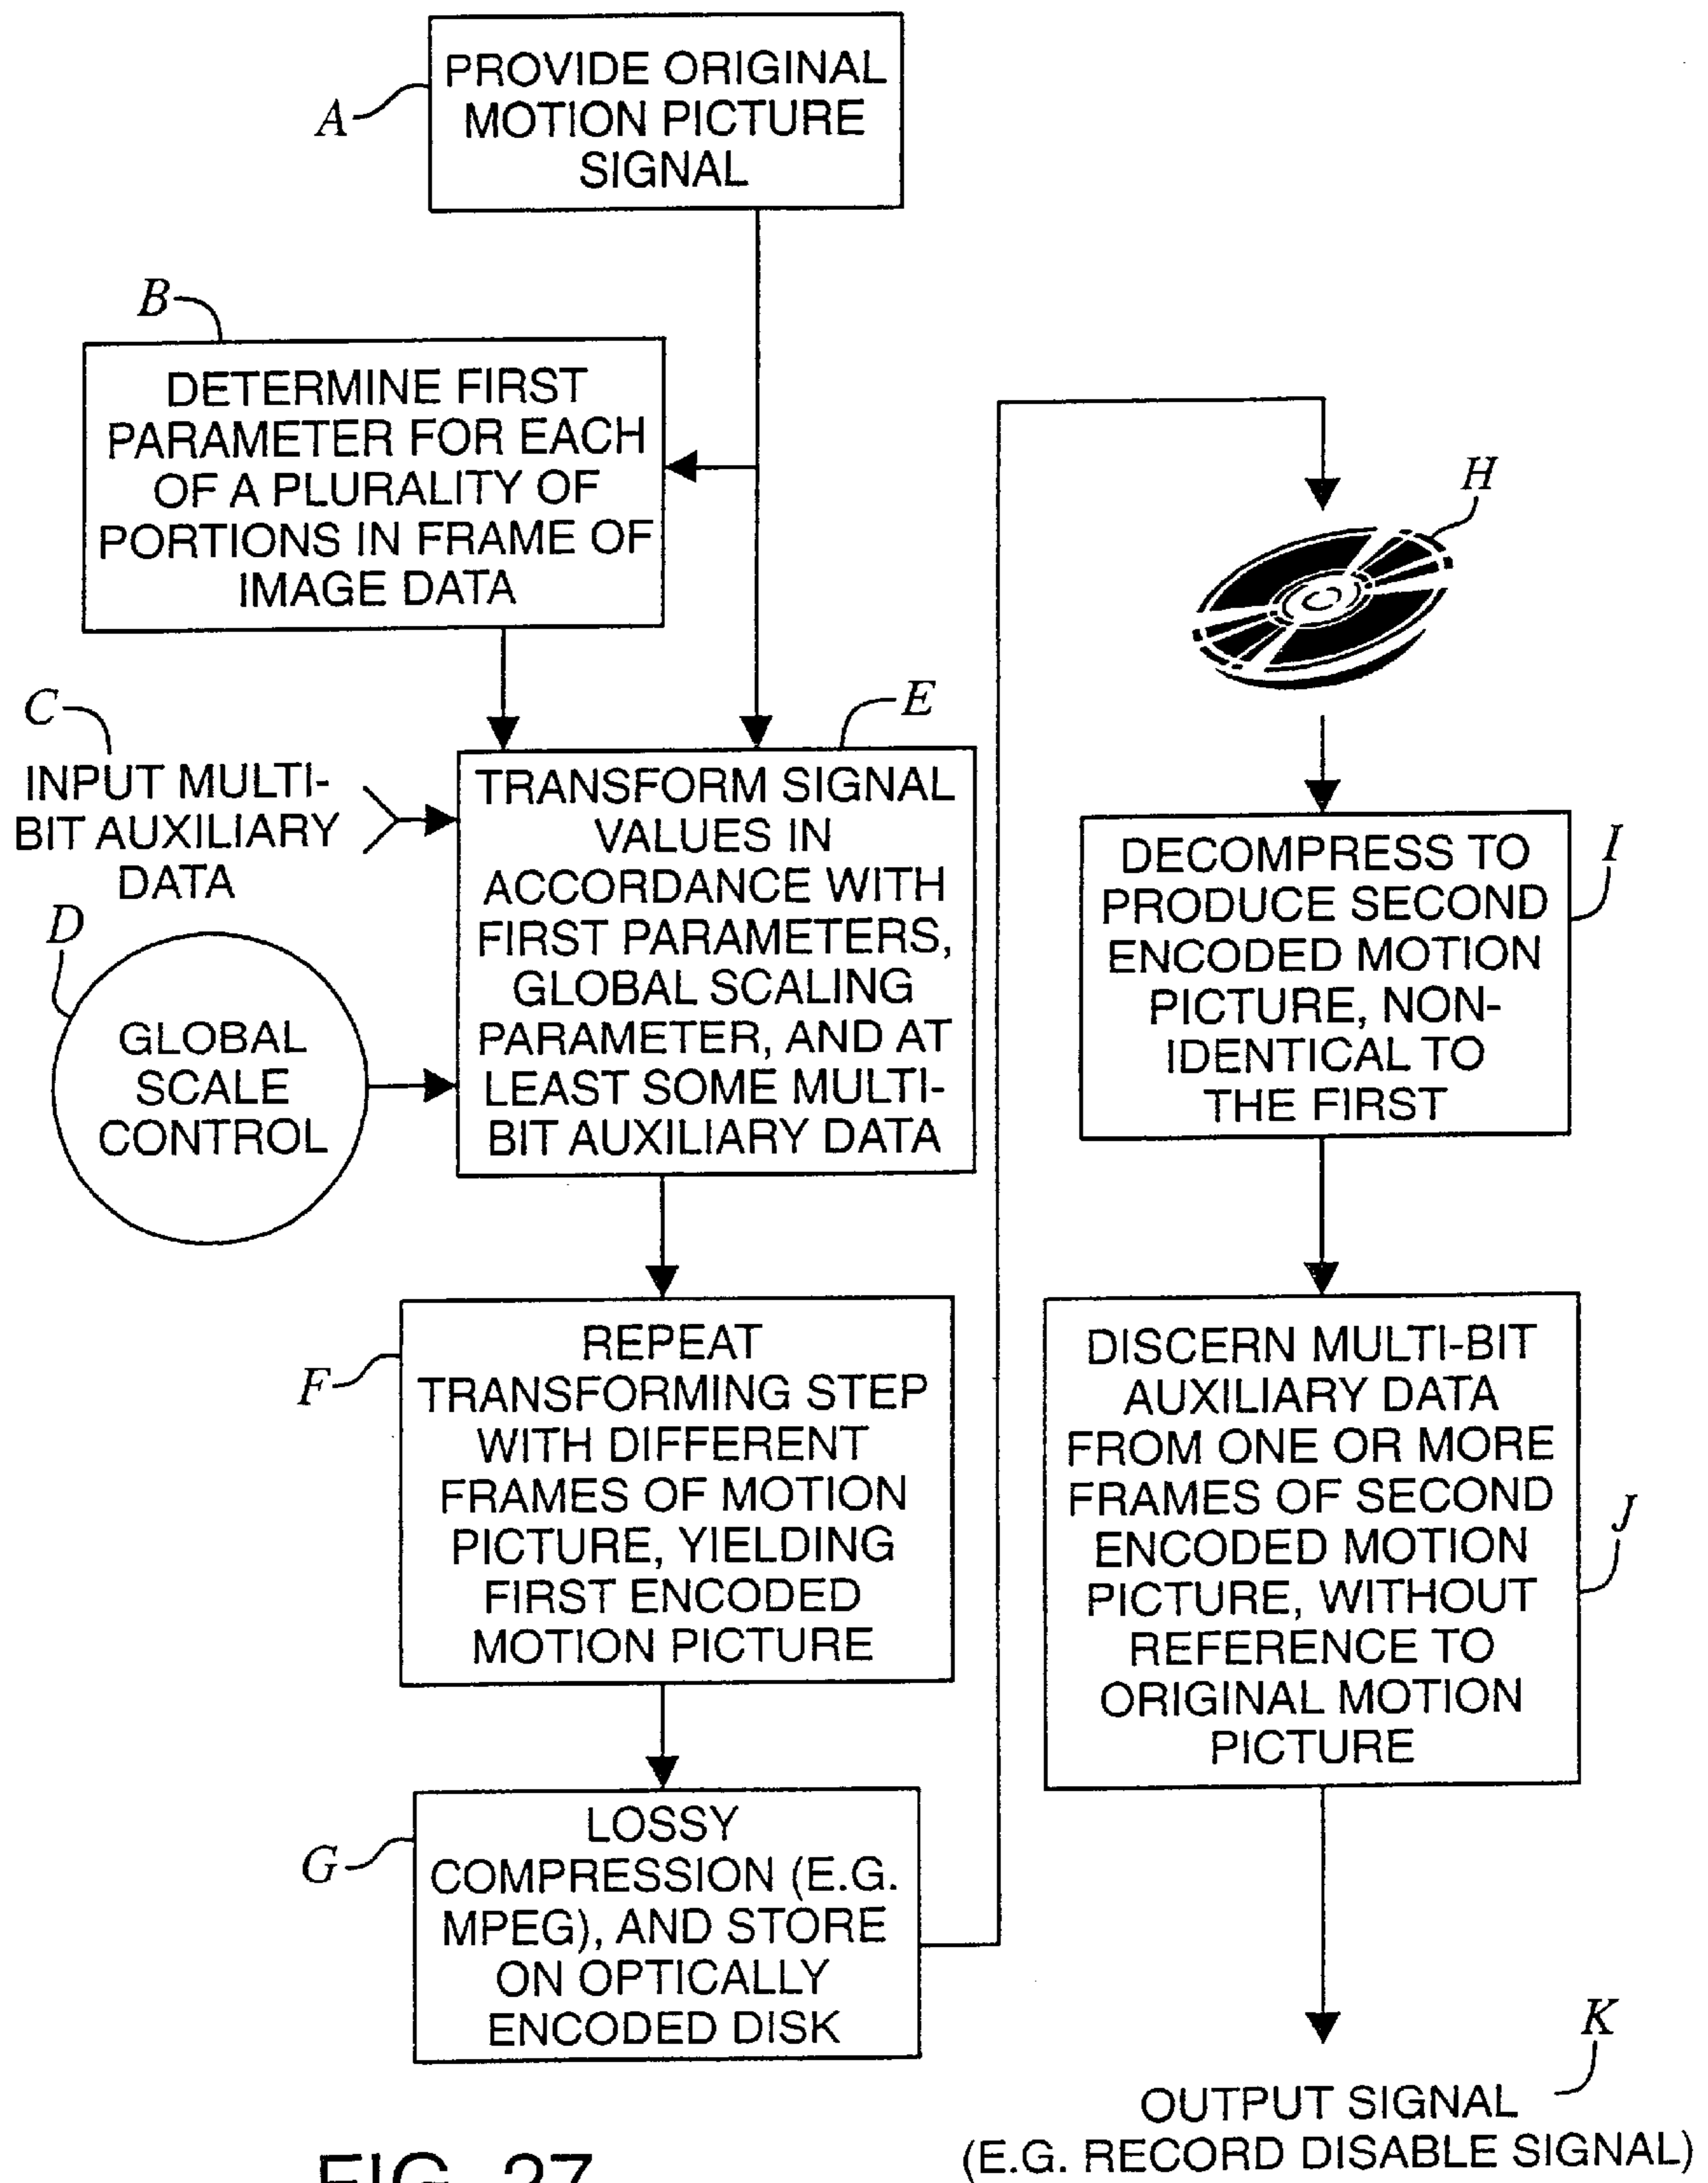 A
PROVIDE ORIGINAL
MOTION PICTURE
SIGNAL
B
DETERMINE FIRST
PARAMETER FOR EACH
OF A PLURALITY OF
PORTIONS IN FRAME OF
IMAGE DATA
C
INPUT MULTI-
BIT AUXILIARY
DATA
D
GLOBAL
SCALE
CONTROL
E
TRANSFORM SIGNAL
VALUES IN
ACCORDANCE WITH
FIRST PARAMETERS,
GLOBAL SCALING
PARAMETER, AND AT
LEAST SOME MULTI-
BIT AUXILIARY DATA
F
REPEAT
TRANSFORMING STEP
WITH DIFFERENT
FRAMES OF MOTION
PICTURE, YIELDING
FIRST ENCODED
MOTION PICTURE
G
LOSSY
COMPRESSION (E.G.
MPEG), AND STORE
ON OPTICALLY
ENCODED DISK
H
I
DECOMPRESS TO
PRODUCE SECOND
ENCODED MOTION
PICTURE, NON-
IDENTICAL TO
THE FIRST
J
DISCERN MULTI-BIT
AUXILIARY DATA
FROM ONE OR MORE
FRAMES OF SECOND
ENCODED MOTION
PICTURE, WITHOUT
REFERENCE TO
ORIGINAL MOTION
PICTURE
K
OUTPUT SIGNAL
(E.G. RECORD DISABLE SIGNAL)
FIG. 27